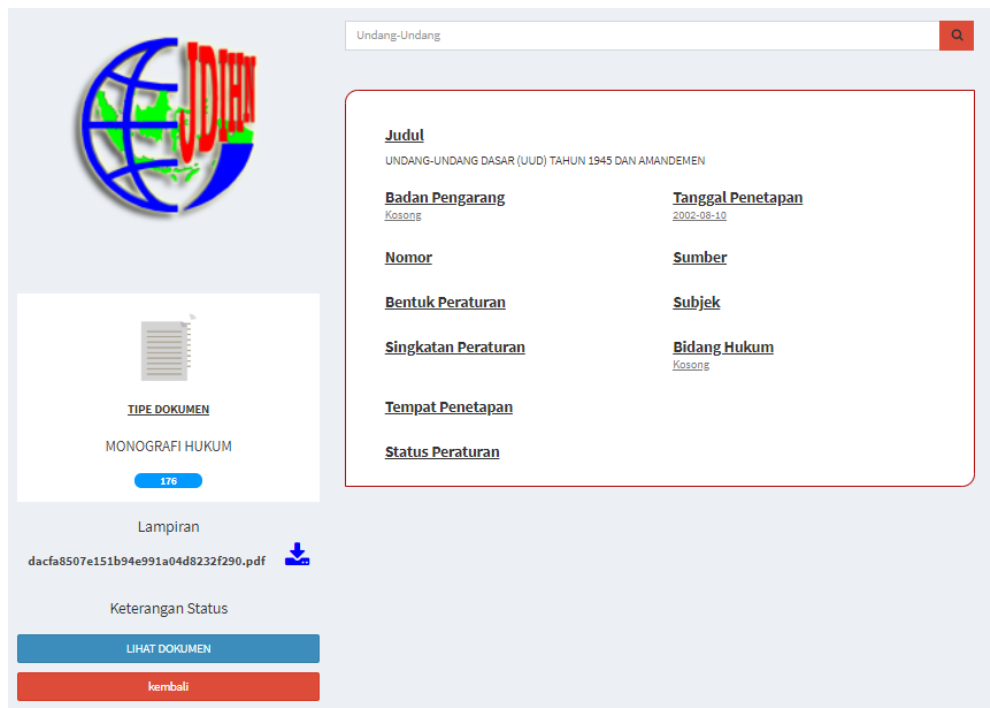 JDIHN
TIPE DOKUMEN
MONOGRAFI HUKUM
176
Lampiran
dacfa8507e151b94e991a04d8232f290.pdf
Keterangan Status
LIHAT DOKUMEN
kembali
Undang-Undang
Judul
UNDANG-UNDANG DASAR (UUD) TAHUN 1945 DAN AMANDEMEN
Badan Pengarang
Kosong
Tanggal Penetapan
2002-08-10
Nomor
Sumber
Bentuk Peraturan
Subjek
Singkatan Peraturan
Bidang Hukum
Kosong
Tempat Penetapan
Status Peraturan